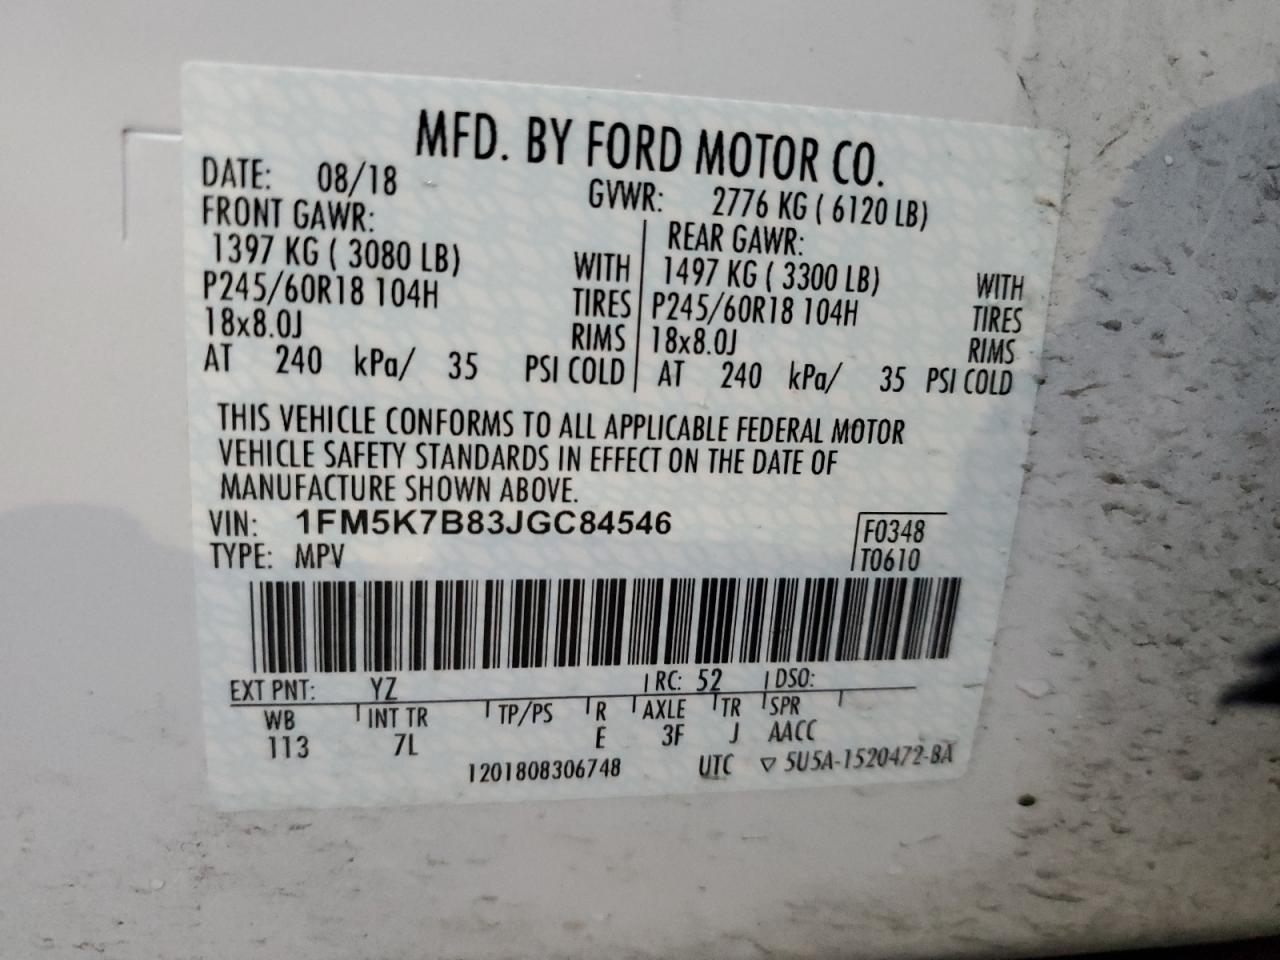 MFD. BY FORD MOTOR CO.
DATE: 08/18
GVWR: 2776 KG ( 6120 LB)
FRONT GAWR:
1397 KG ( 3080 LB) WITH
P245/60R18 104H TIRES
18x8.0J RIMS
AT 240 kPa/ 35 PSI COLD
REAR GAWR:
1497 KG ( 3300 LB) WITH
P245/60R18 104H TIRES
18x8.0J RIMS
AT 240 kPa/ 35 PSI COLD
THIS VEHICLE CONFORMS TO ALL APPLICABLE FEDERAL MOTOR
VEHICLE SAFETY STANDARDS IN EFFECT ON THE DATE OF
MANUFACTURE SHOWN ABOVE.
VIN: 1FM5K7B83JGC84546
TYPE: MPV
F0348
T0610
EXT PNT: YZ RC: 52 DSO:
WB INT TR TP/PS R AXLE TR SPR
113 7L E 3F J AACC
1201808306748 UTC ▽ 5U5A-1520472-BA